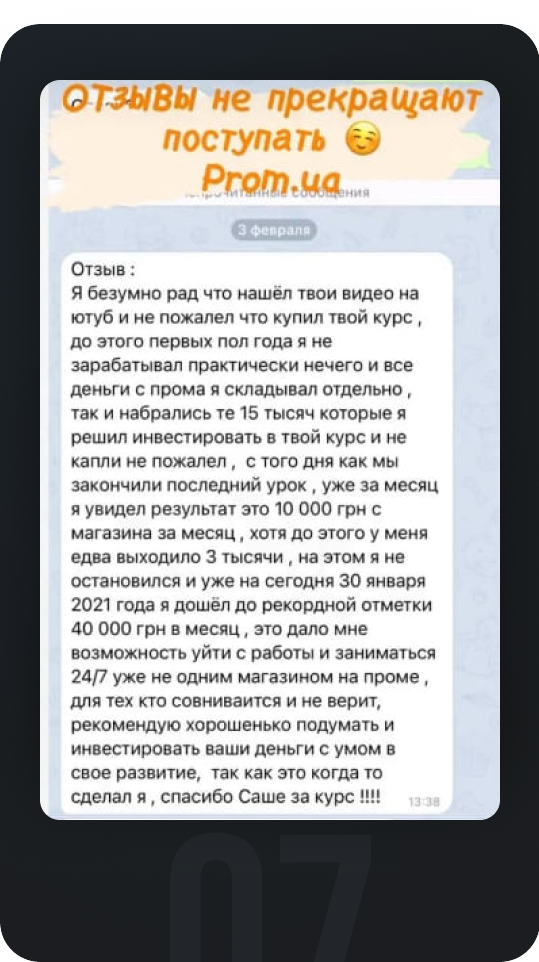 ОТЗЫВЫ не прекращают
поступать ☺️
Prom.ua
3 февраля
Отзыв :
Я безумно рад что нашёл твои видео на
ютуб и не пожалел что купил твой курс ,
до этого первых пол года я не
зарабатывал практически нечего и все
деньги с прома я складывал отдельно ,
так и набрались те 15 тысяч которые я
решил инвестировать в твой курс и не
капли не пожалел , с того дня как мы
закончили последний урок , уже за месяц
я увидел результат это 10 000 грн с
магазина за месяц , хотя до этого у меня
едва выходило 3 тысячи , на этом я не
остановился и уже на сегодня 30 января
2021 года я дошёл до рекордной отметки
40 000 грн в месяц , это дало мне
возможность уйти с работы и заниматься
24/7 уже не одним магазином на проме ,
для тех кто совниваится и не верит,
рекомендую хорошенько подумать и
инвестировать ваши деньги с умом в
свое развитие, так как это когда то
сделал я , спасибо Саше за курс !!!!
13:38
07